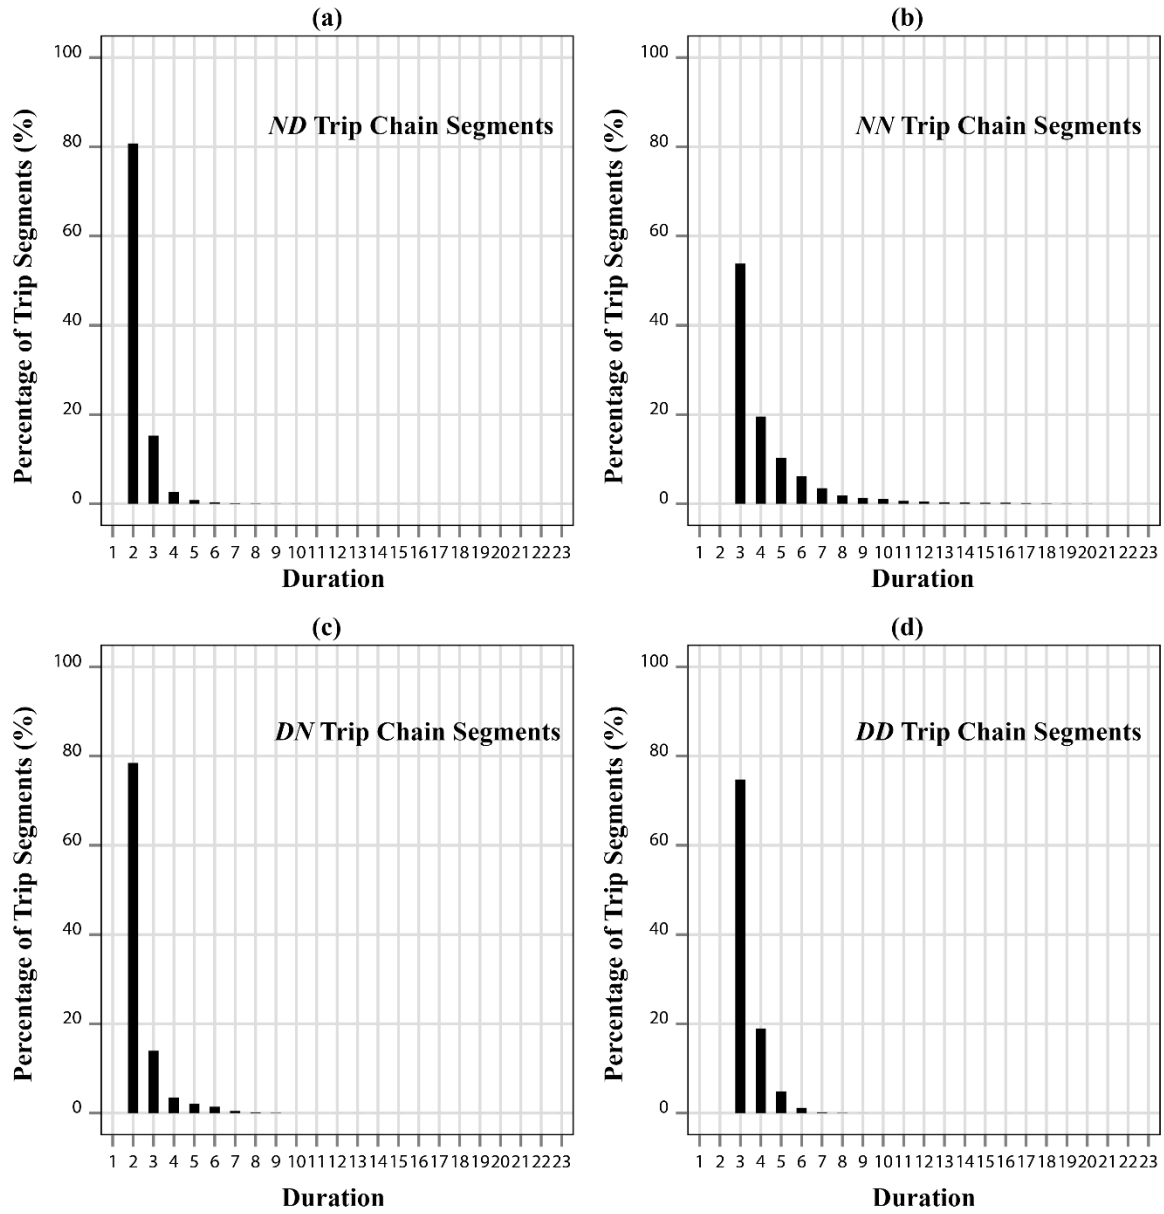 (a)
100
80
60
40
20
0
Percentage of Trip Segments (%)
ND Trip Chain Segments
1 2 3 4 5 6 7 8 9 10 11 12 13 14 15 16 17 18 19 20 21 22 23
Duration
(b)
100
80
60
40
20
0
Percentage of Trip Segments (%)
NN Trip Chain Segments
1 2 3 4 5 6 7 8 9 10 11 12 13 14 15 16 17 18 19 20 21 22 23
Duration
(c)
100
80
60
40
20
0
Percentage of Trip Segments (%)
DN Trip Chain Segments
1 2 3 4 5 6 7 8 9 10 11 12 13 14 15 16 17 18 19 20 21 22 23
Duration
(d)
100
80
60
40
20
0
Percentage of Trip Segments (%)
DD Trip Chain Segments
1 2 3 4 5 6 7 8 9 10 11 12 13 14 15 16 17 18 19 20 21 22 23
Duration